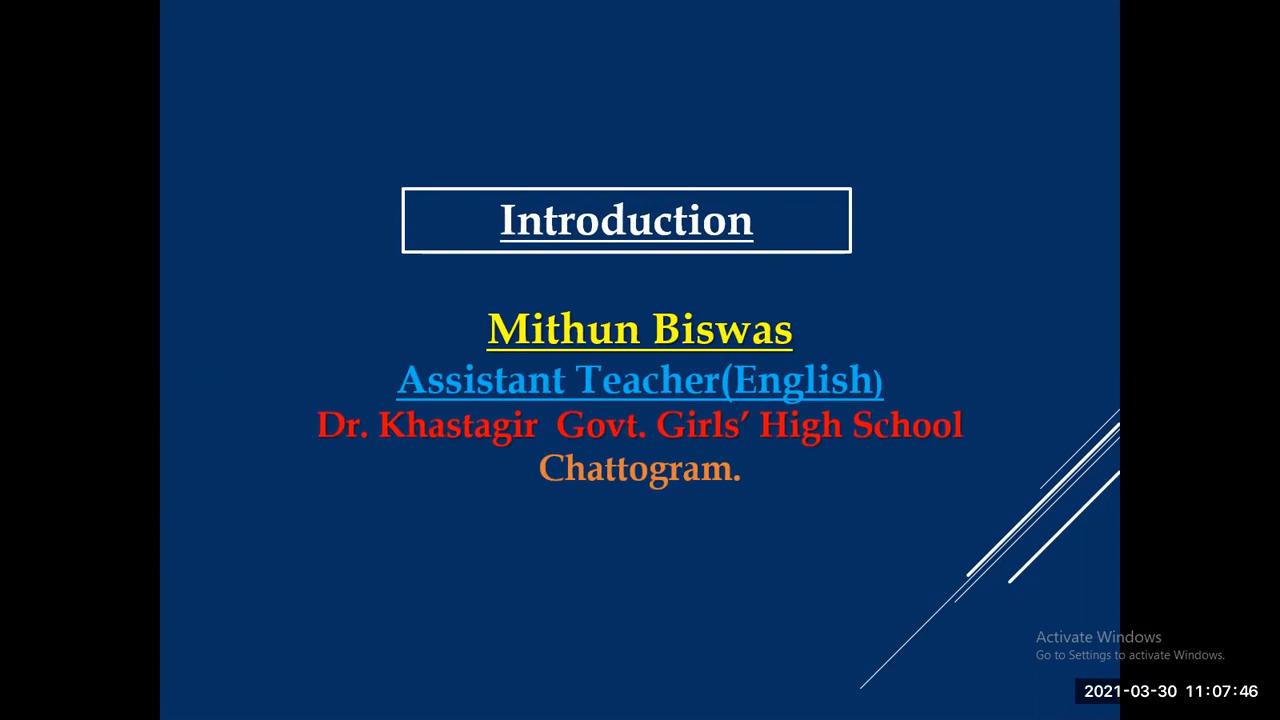 Introduction
Mithun Biswas
Assistant Teacher(English)
Dr. Khastagir Govt. Girls’ High School
Chattogram.
Activate Windows
Go to Settings to activate Windows.
2021-03-30 11:07:46